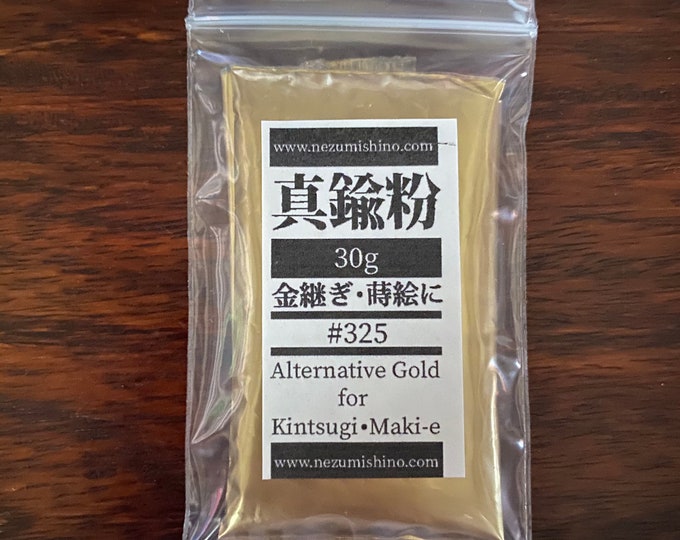 www.nezumishino.com
真鍮粉
30g
金継ぎ・蒔絵に
#325
Alternative Gold
for
Kintsugi•Maki-e
www.nezumishino.com